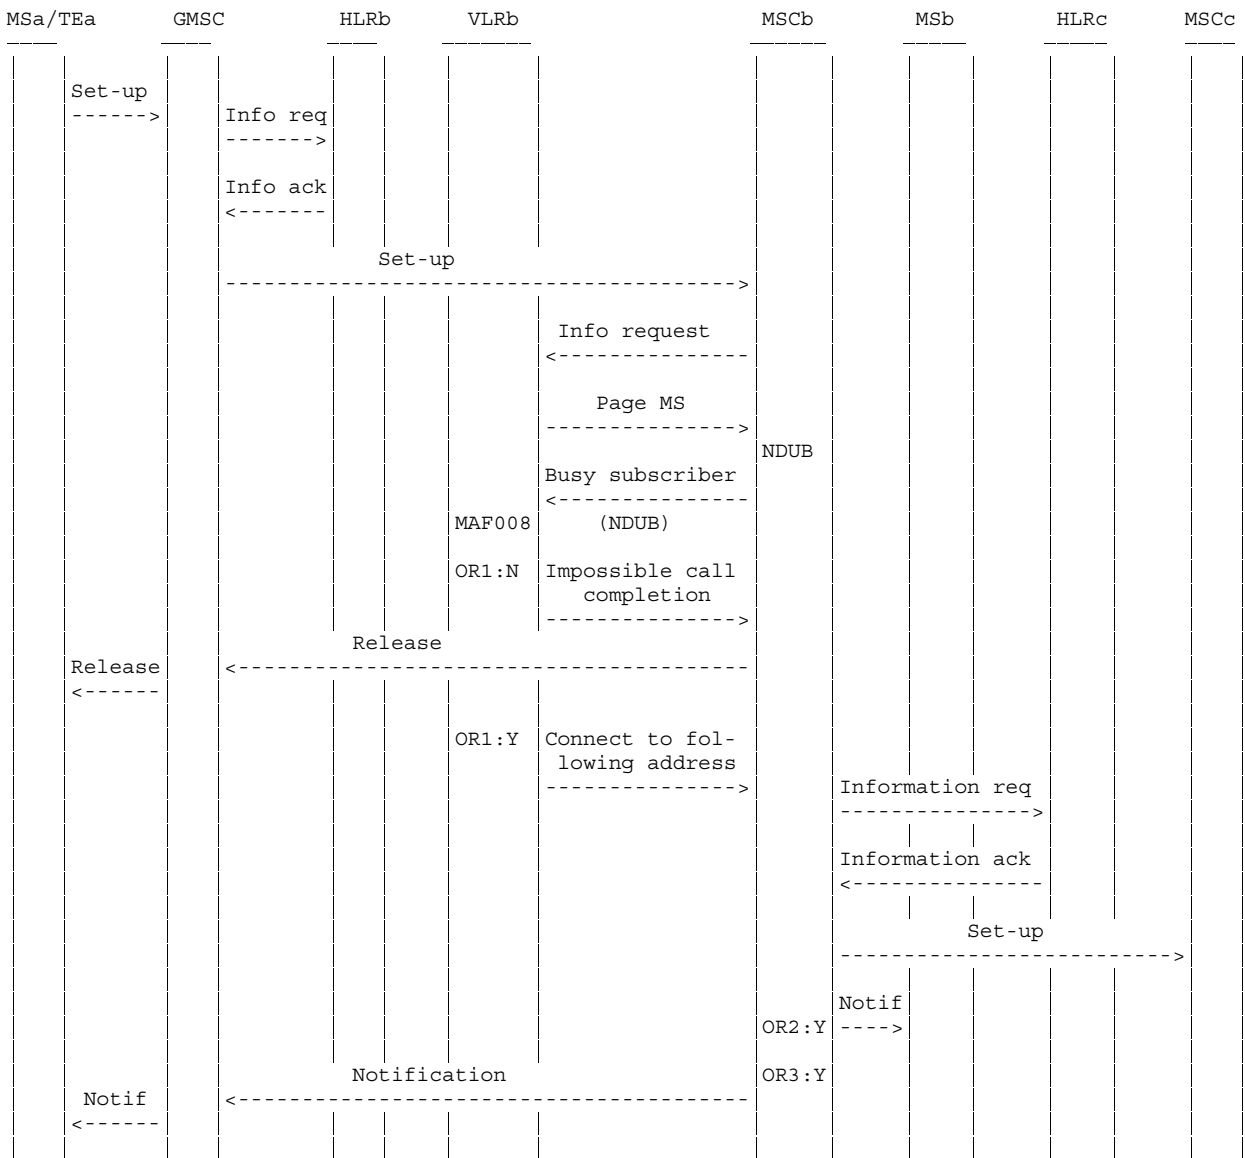 MSa/TEa GMSC HLRb VLRb MSCb MSb HLRc MSCc
Set-up
------> Info req
------->
Info ack
<-------
Set-up
---------------------------------------->
Info request
<---------------
Page MS
--------------->
NDUB
Busy subscriber
<---------------
MAF008 (NDUB)
OR1:N Impossible call
completion
--------------->
Release
Release <----------------------------------------
<------
OR1:Y Connect to fol-
lowing address
---------------> Information req
--------------->
Information ack
<---------------
Set-up
-------------------------->
Notif
OR2:Y ---->
Notification OR3:Y
Notif <----------------------------------------
<------